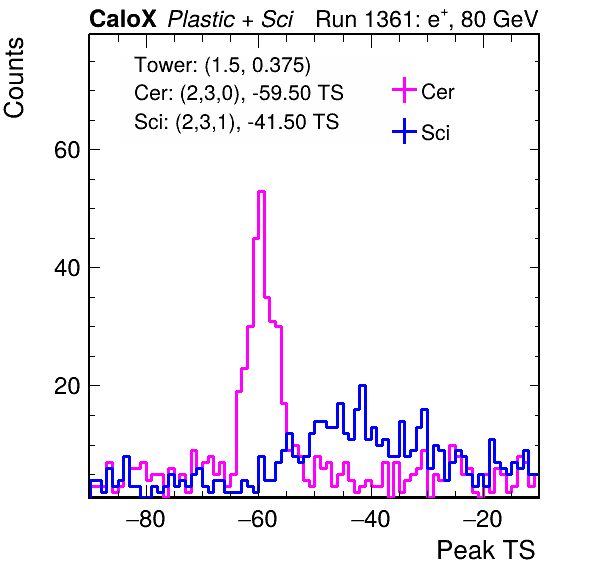 CaloX Plastic + Sci Run 1361: e+, 80 GeV
Tower: (1.5, 0.375)
Cer: (2,3,0), -59.50 TS
Sci: (2,3,1), -41.50 TS
Cer
Sci
Counts
60
40
20
−80 −60 −40 −20
Peak TS